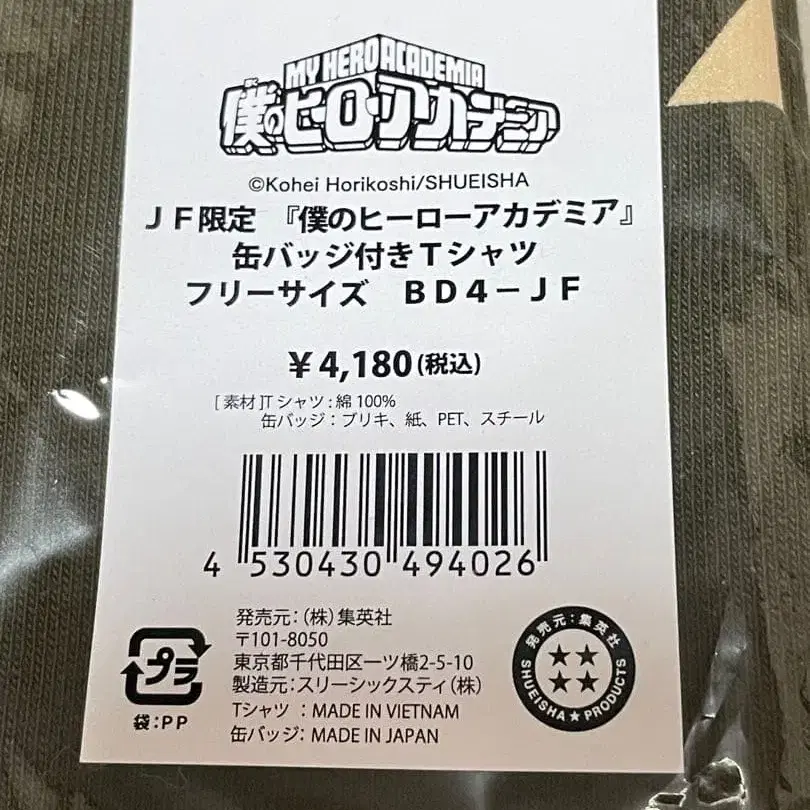 MY HERO ACADEMIA
僕のヒーローアカデミア
©Kohei Horikoshi/SHUEISHA
ＪＦ限定　『僕のヒーローアカデミア』
缶バッジ付きＴシャツ
フリーサイズ　ＢＤ４－ＪＦ
￥4,180(税込)
[ 素材 ]Tシャツ : 綿 100%
缶バッジ : ブリキ、紙、PET、スチール
4 530430 494026
プラ
袋 : PP
発売元 : (株) 集英社
〒101-8050
東京都千代田区一ツ橋2-5-10
製造元 : スリーシックスティ(株)
Tシャツ : MADE IN VIETNAM
缶バッジ : MADE IN JAPAN
発売元 : 集英社
SHUEISHA★PRODUCTS